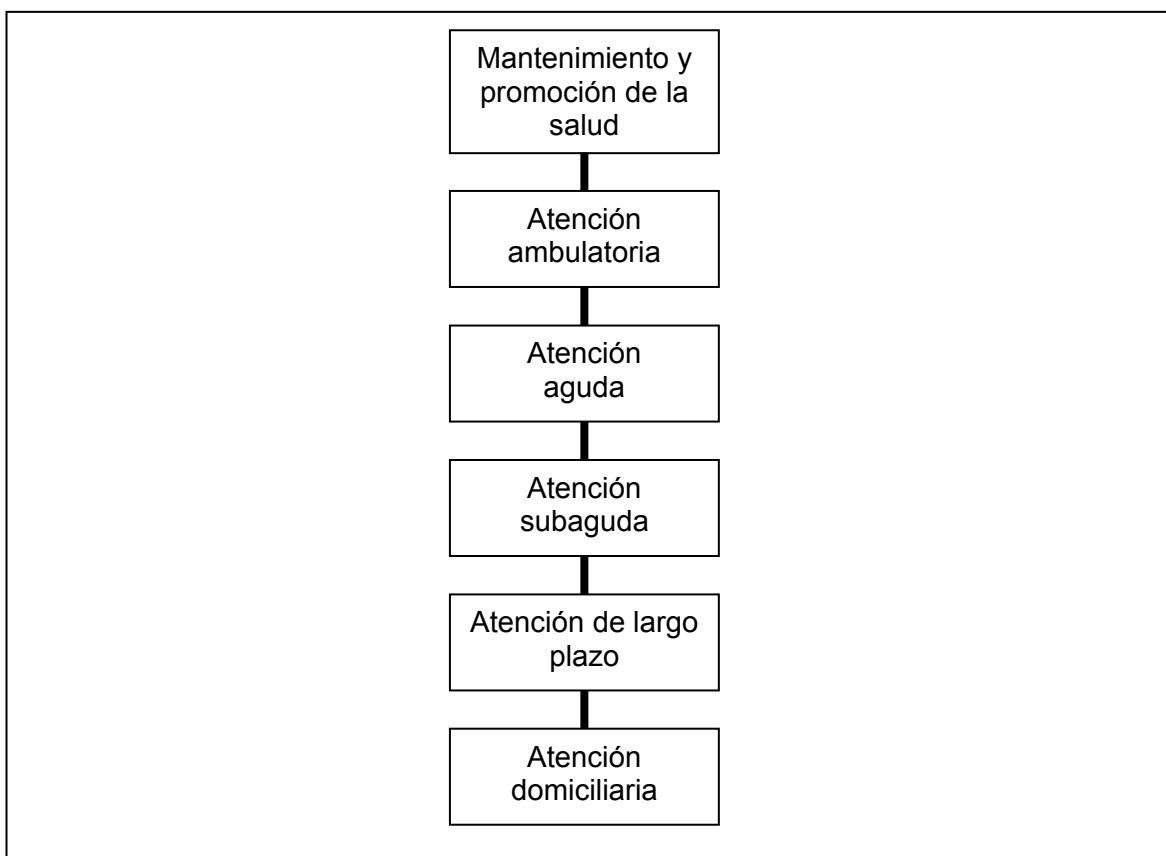 Mantenimiento y
promoción de la
salud
Atención
ambulatoria
Atención
aguda
Atención
subaguda
Atención de largo
plazo
Atención
domiciliaria